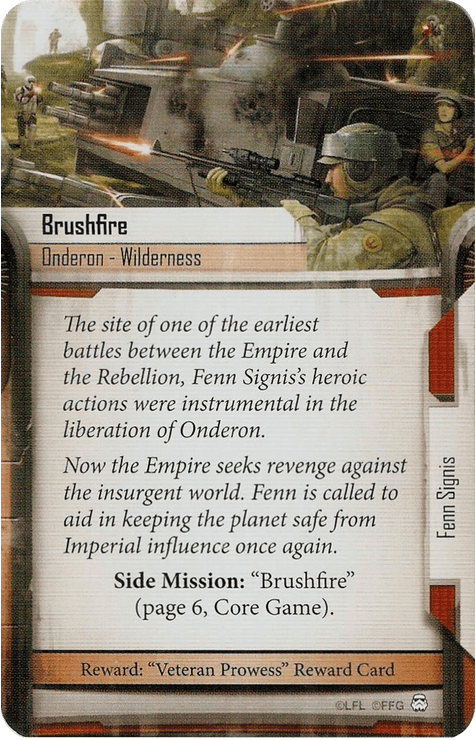 Brushfire
Onderon - Wilderness
The site of one of the earliest
battles between the Empire and
the Rebellion, Fenn Signis's heroic
actions were instrumental in the
liberation of Onderon.
Now the Empire seeks revenge against
the insurgent world. Fenn is called to
aid in keeping the planet safe from
Imperial influence once again.
Side Mission: “Brushfire”
(page 6, Core Game).
Fenn Signis
Reward: “Veteran Prowess” Reward Card
©LFL ©FFG